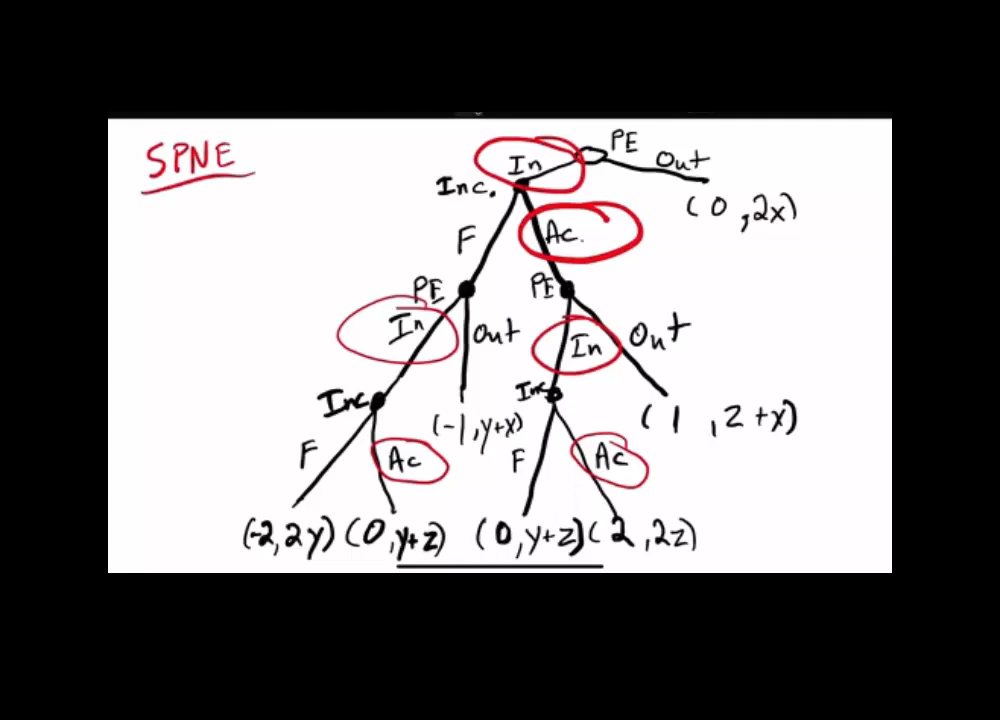 SPNE
PE
In
Out
Inc.
(0, 2x)
F
Ac.
PE
PE
In
Out
In
Out
Inc.
Inc
(-1, y+x)
(1, 2+x)
F
Ac
F
Ac
(-2, 2y) (0, y+z) (0, y+z) (2, 2z)